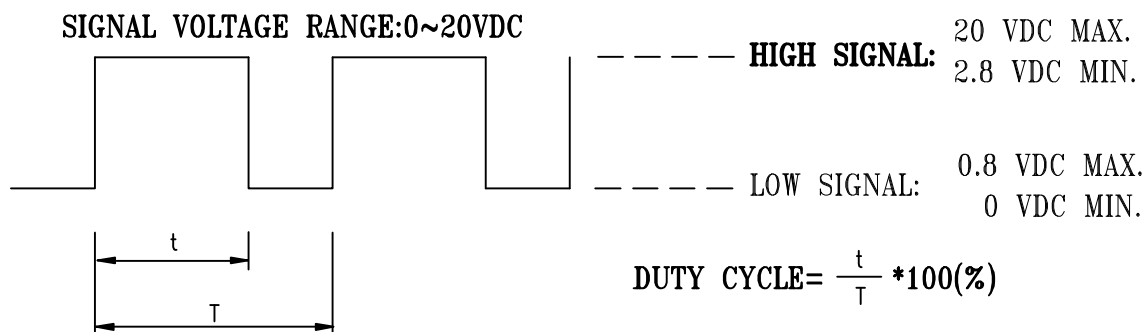 SIGNAL VOLTAGE RANGE:0~20VDC
HIGH SIGNAL:
20 VDC MAX.
2.8 VDC MIN.
LOW SIGNAL:
0.8 VDC MAX.
0 VDC MIN.
t
T
DUTY CYCLE= t/T *100(%)